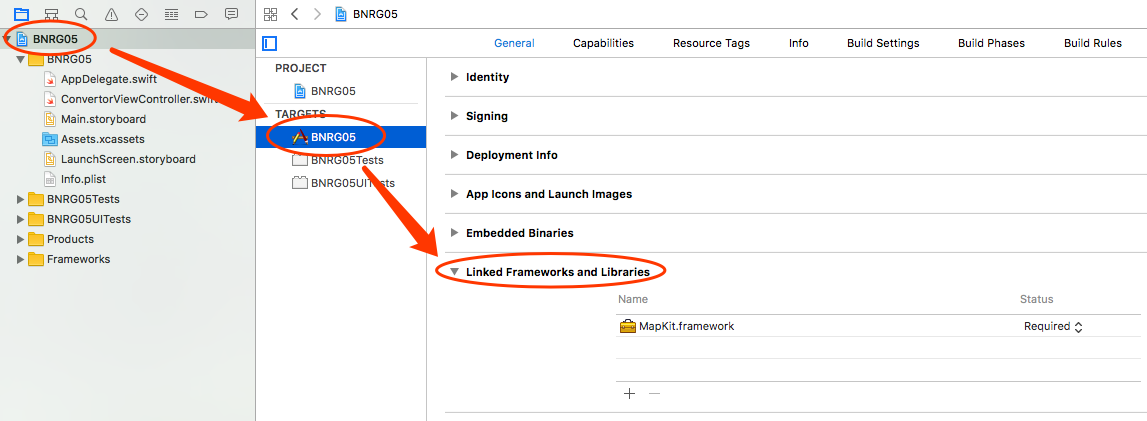 BNRG05
BNRG05
AppDelegate.swift
ConvertorViewController.swift
Main.storyboard
Assets.xcassets
LaunchScreen.storyboard
Info.plist
BNRG05Tests
BNRG05UITests
Products
Frameworks
BNRG05
General Capabilities Resource Tags Info Build Settings Build Phases Build Rules
PROJECT
BNRG05
TARGETS
BNRG05
BNRG05Tests
BNRG05UITests
Identity
Signing
Deployment Info
App Icons and Launch Images
Embedded Binaries
Linked Frameworks and Libraries
Name Status
MapKit.framework Required